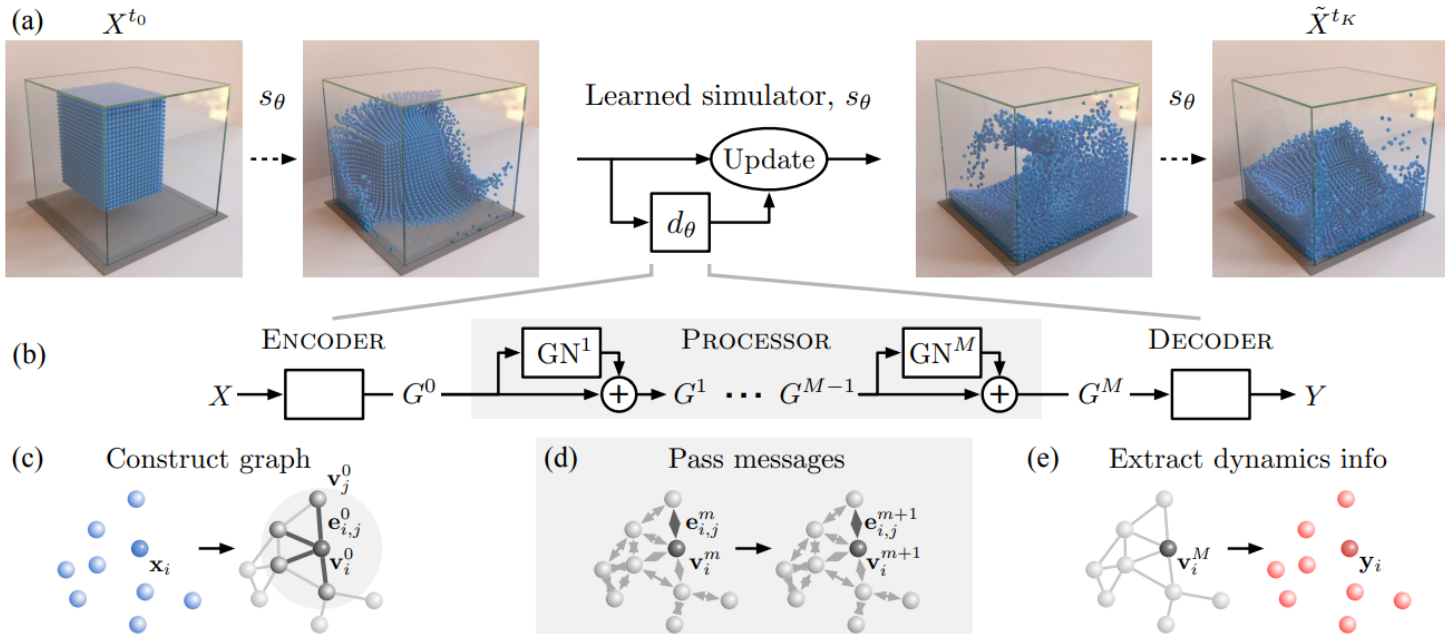 (a)
X^{t_0}
s_θ
Learned simulator, s_θ
Update
d_θ
s_θ
X̃^{t_K}
(b)
ENCODER
PROCESSOR
DECODER
X
G^0
GN^1
+
G^1 ··· G^{M−1}
GN^M
+
G^M
Y
(c)
Construct graph
x_i
v_j^0
e_{i,j}^0
v_i^0
(d)
Pass messages
e_{i,j}^m
v_i^m
e_{i,j}^{m+1}
v_i^{m+1}
(e)
Extract dynamics info
v_i^M
y_i